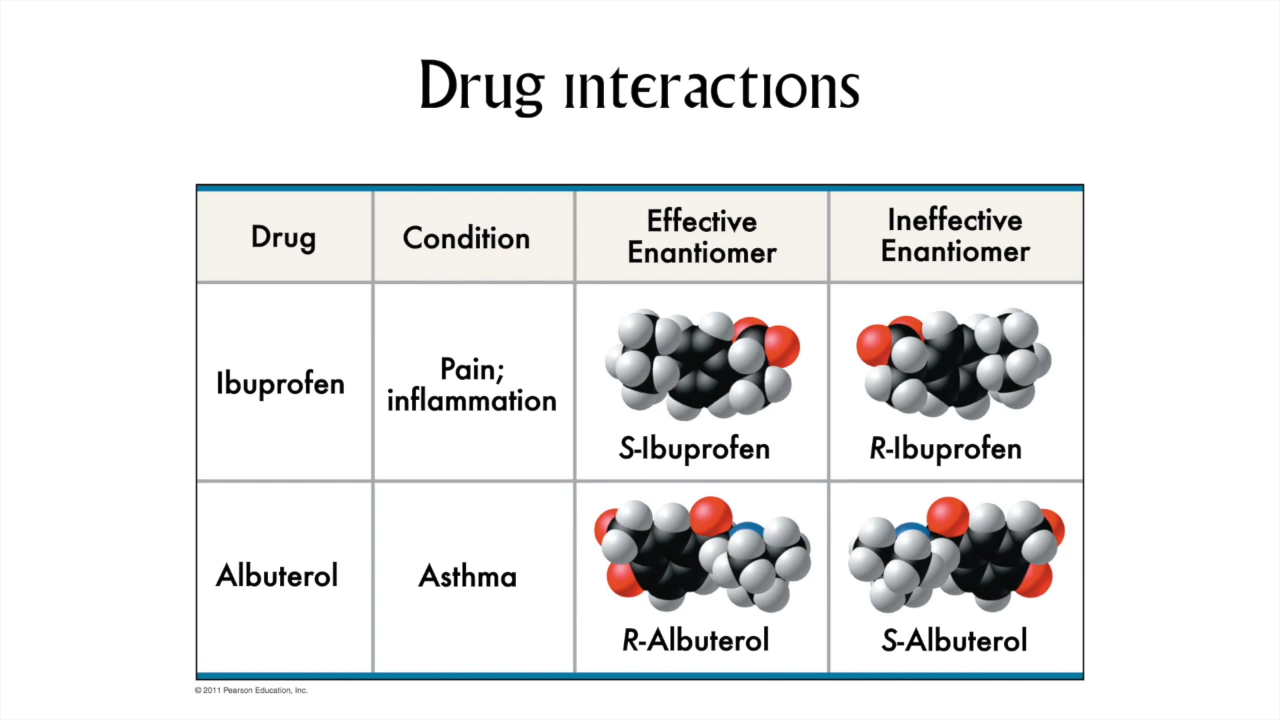 Drug interactions
Drug
Condition
Effective
Enantiomer
Ineffective
Enantiomer
Ibuprofen
Pain;
inflammation
S-Ibuprofen
R-Ibuprofen
Albuterol
Asthma
R-Albuterol
S-Albuterol
© 2011 Pearson Education, Inc.